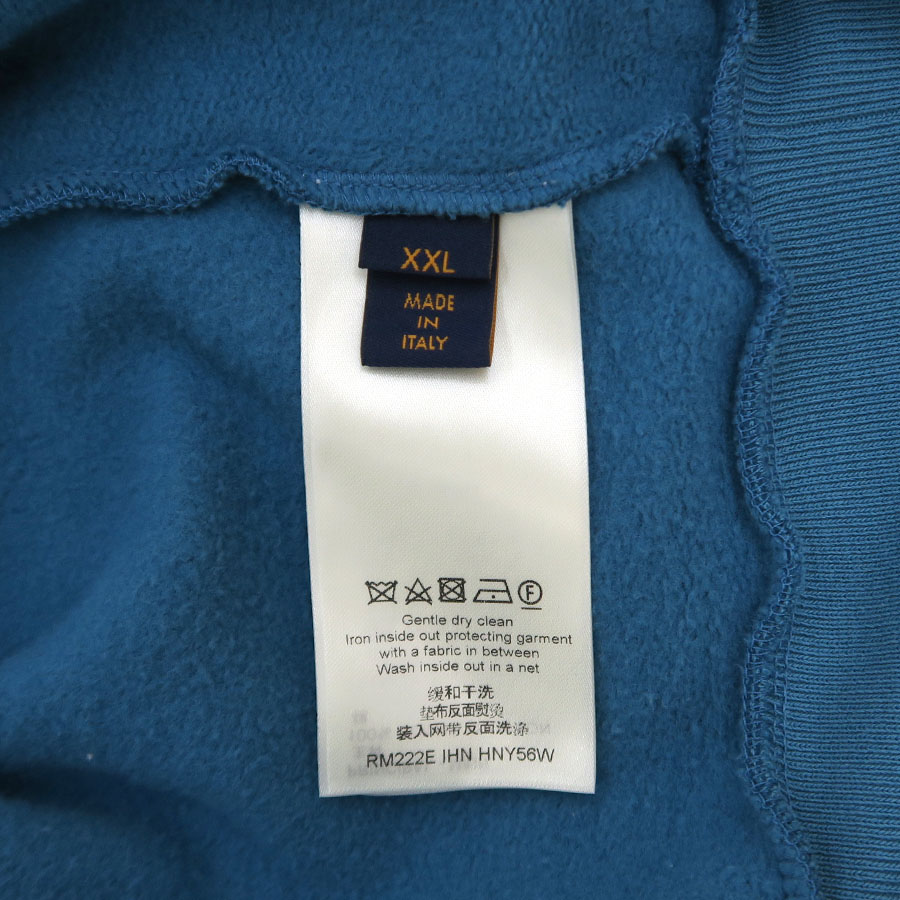 XXL
MADE
IN
ITALY
F
Gentle dry clean
Iron inside out protecting garment
with a fabric in between
Wash inside out in a net
缓和干洗
垫布反面熨烫
装入网带反面洗涤
RM222E IHN HNY56W